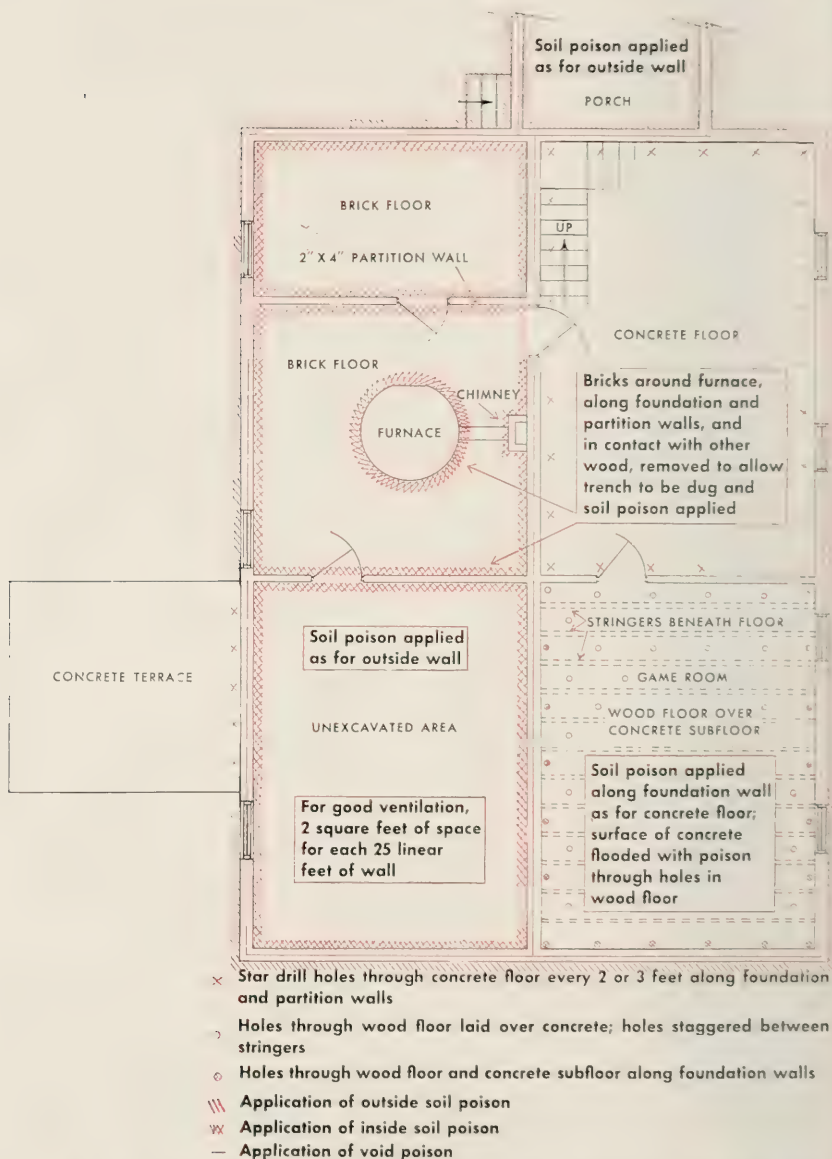 Soil poison applied
as for outside wall
PORCH
BRICK FLOOR
UP
2" X 4" PARTITION WALL
CONCRETE FLOOR
BRICK FLOOR
CHIMNEY
FURNACE
Bricks around furnace,
along foundation and
partition walls, and
in contact with other
wood, removed to allow
trench to be dug and
soil poison applied
STRINGERS BENEATH FLOOR
Soil poison applied
as for outside wall
CONCRETE TERRACE
GAME ROOM
UNEXCAVATED AREA
WOOD FLOOR OVER
CONCRETE SUBFLOOR
Soil poison applied
along foundation wall
as for concrete floor;
surface of concrete
flooded with poison
through holes in
wood floor
For good ventilation,
2 square feet of space
for each 25 linear
feet of wall
Star drill holes through concrete floor every 2 or 3 feet along foundation
and partition walls
Holes through wood floor laid over concrete; holes staggered between
stringers
Holes through wood floor and concrete subfloor along foundation walls
Application of outside soil poison
Application of inside soil poison
Application of void poison